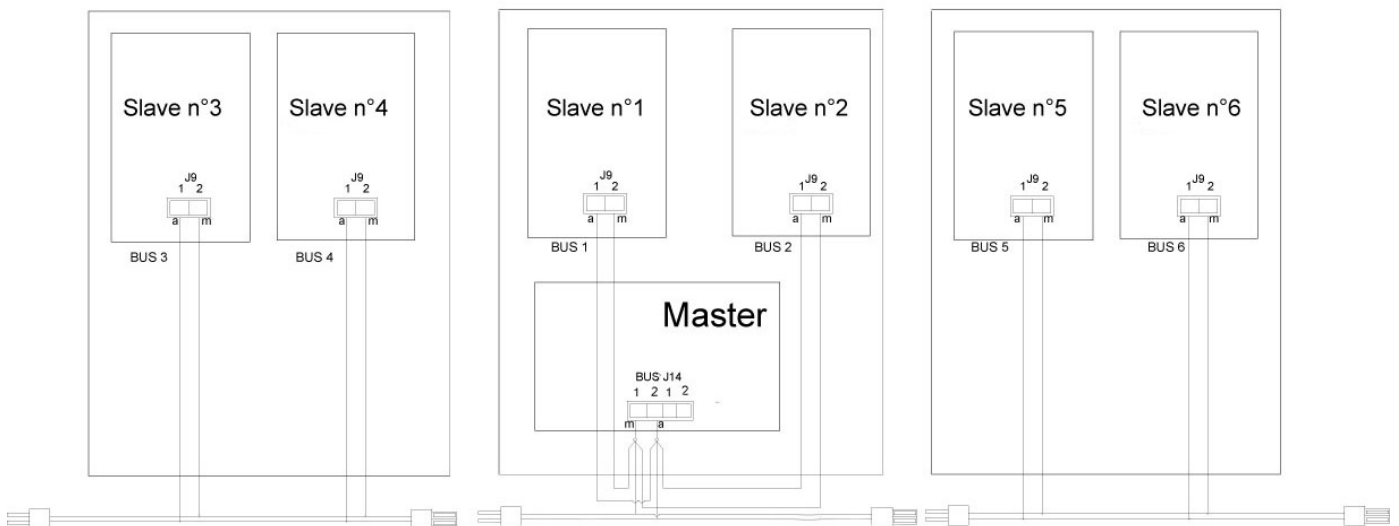 Slave n°3
J9
1 2
a m
BUS 3
Slave n°4
J9
1 2
a m
BUS 4
Slave n°1
J9
1 2
a m
BUS 1
Slave n°2
J9
1 2
a m
BUS 2
Master
BUS J14
1 2 1 2
m a
Slave n°5
J9
1 2
a m
BUS 5
Slave n°6
J9
1 2
a m
BUS 6